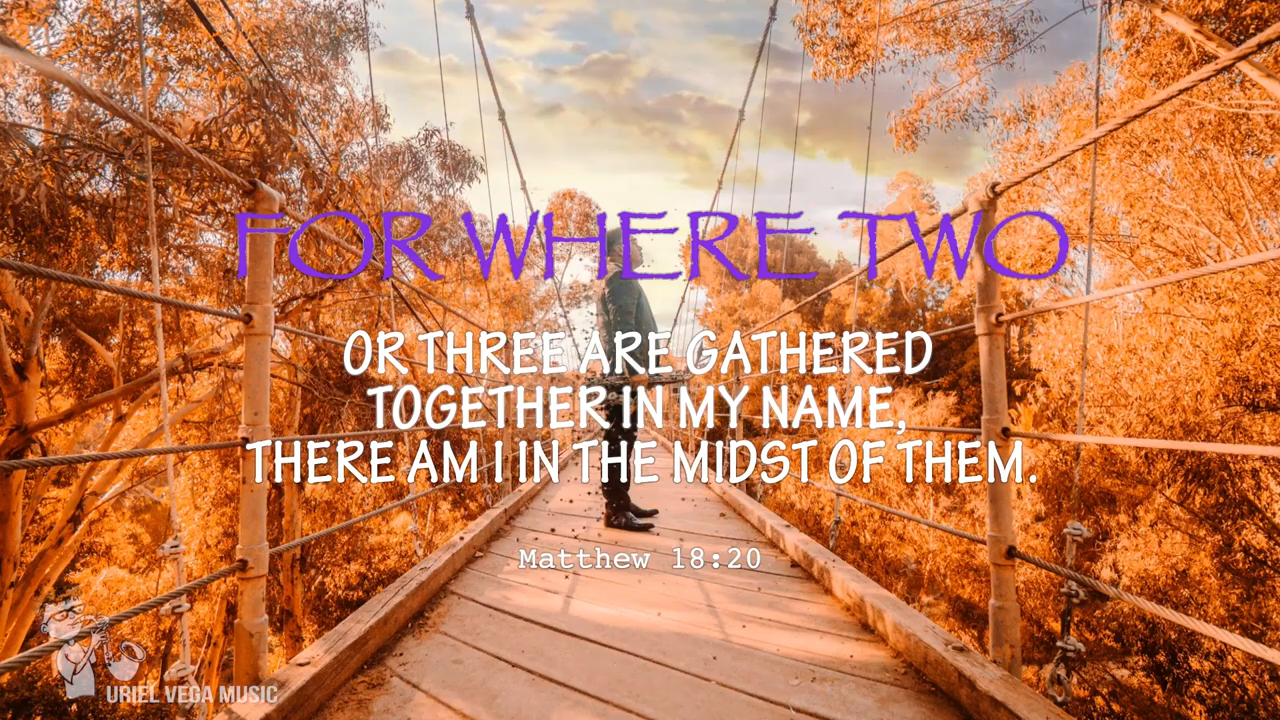 FOR WHERE TWO
OR THREE ARE GATHERED
TOGETHER IN MY NAME,
THERE AM I IN THE MIDST OF THEM.
Matthew 18:20
URIEL VEGA MUSIC